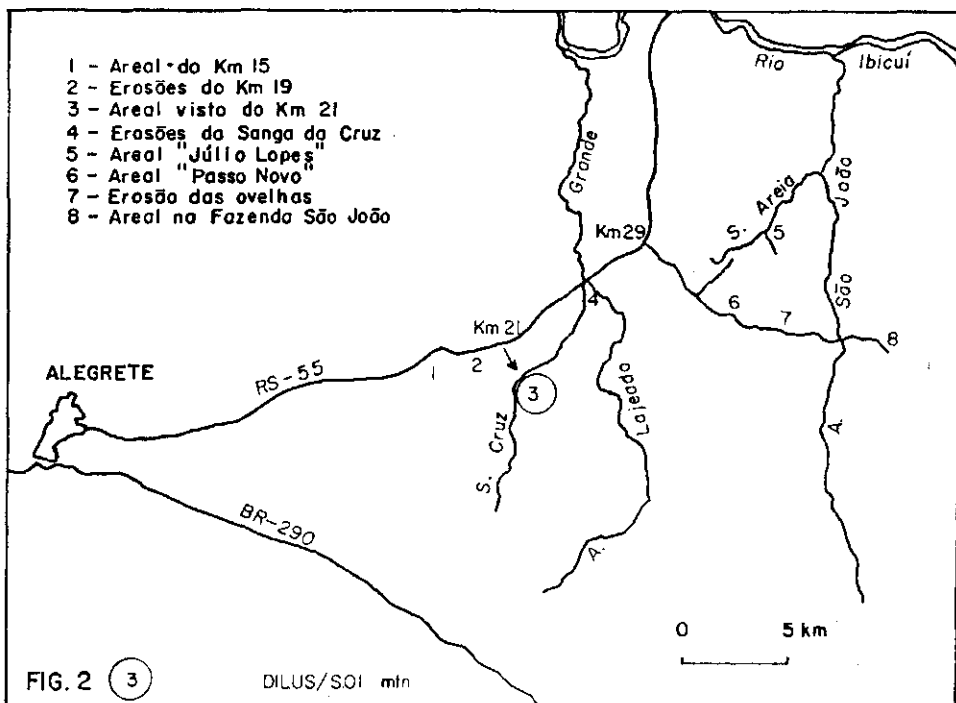 1 - Areal do Km 15
2 - Erosões do Km 19
3 - Areal visto do Km 21
4 - Erosões da Sanga da Cruz
5 - Areal "Júlio Lopes"
6 - Areal "Passo Novo"
7 - Erosão das ovelhas
8 - Areal na Fazenda São João
Rio Ibicuí
Grande
S. Areia
João
5
Km 29
São
4
6
7
8
Km 21
1
2
ALEGRETE
RS-55
3
S. Cruz
Lajeado
A.
A.
BR-290
0 5 km
FIG. 2 3
DILUS/S.01 mtn